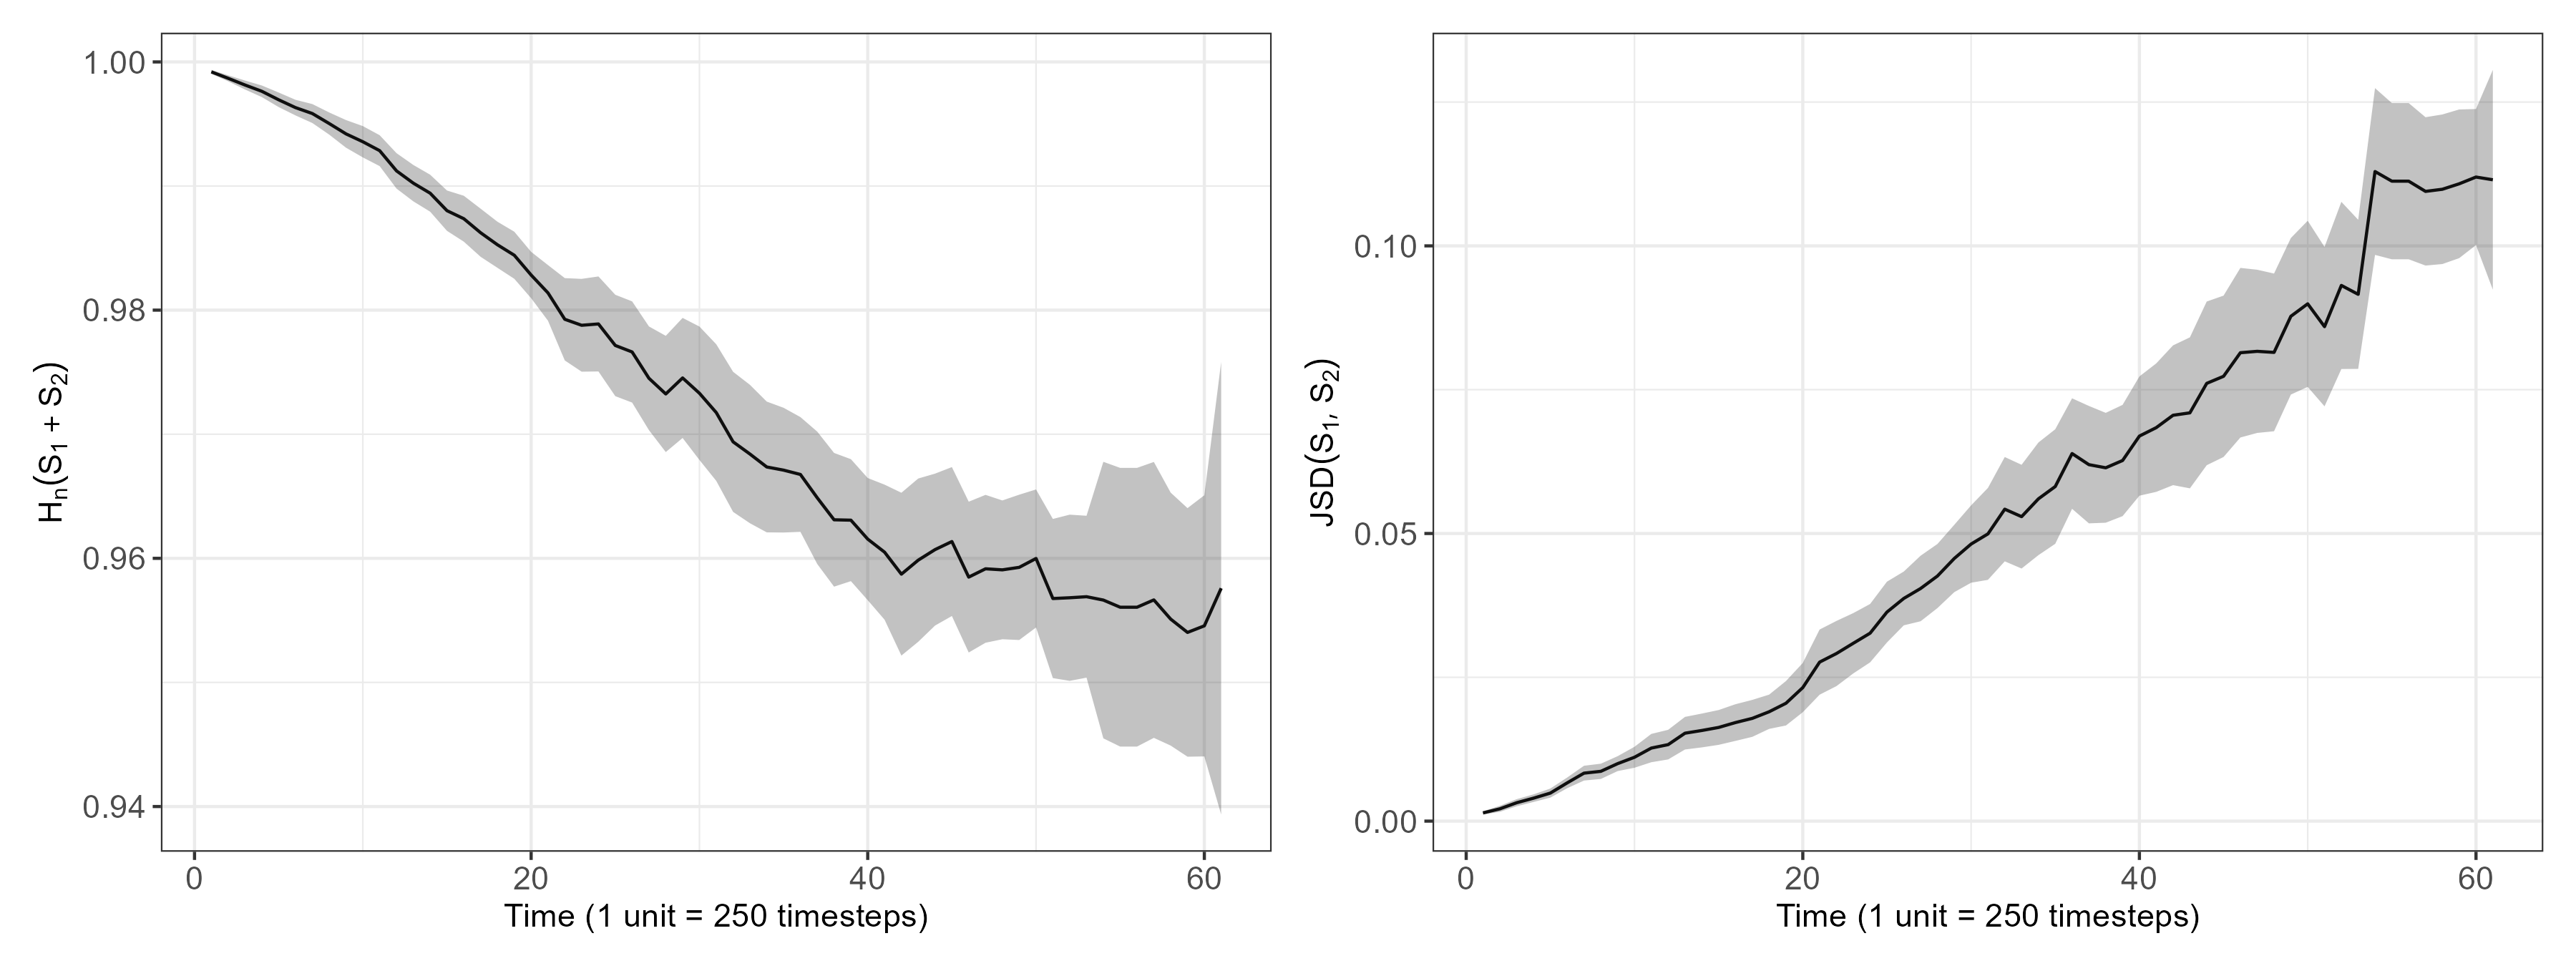 1.00
0.98
0.96
0.94
Hn(S1 + S2)
0 20 40 60
Time (1 unit = 250 timesteps)
0.10
0.05
0.00
JSD(S1, S2)
0 20 40 60
Time (1 unit = 250 timesteps)